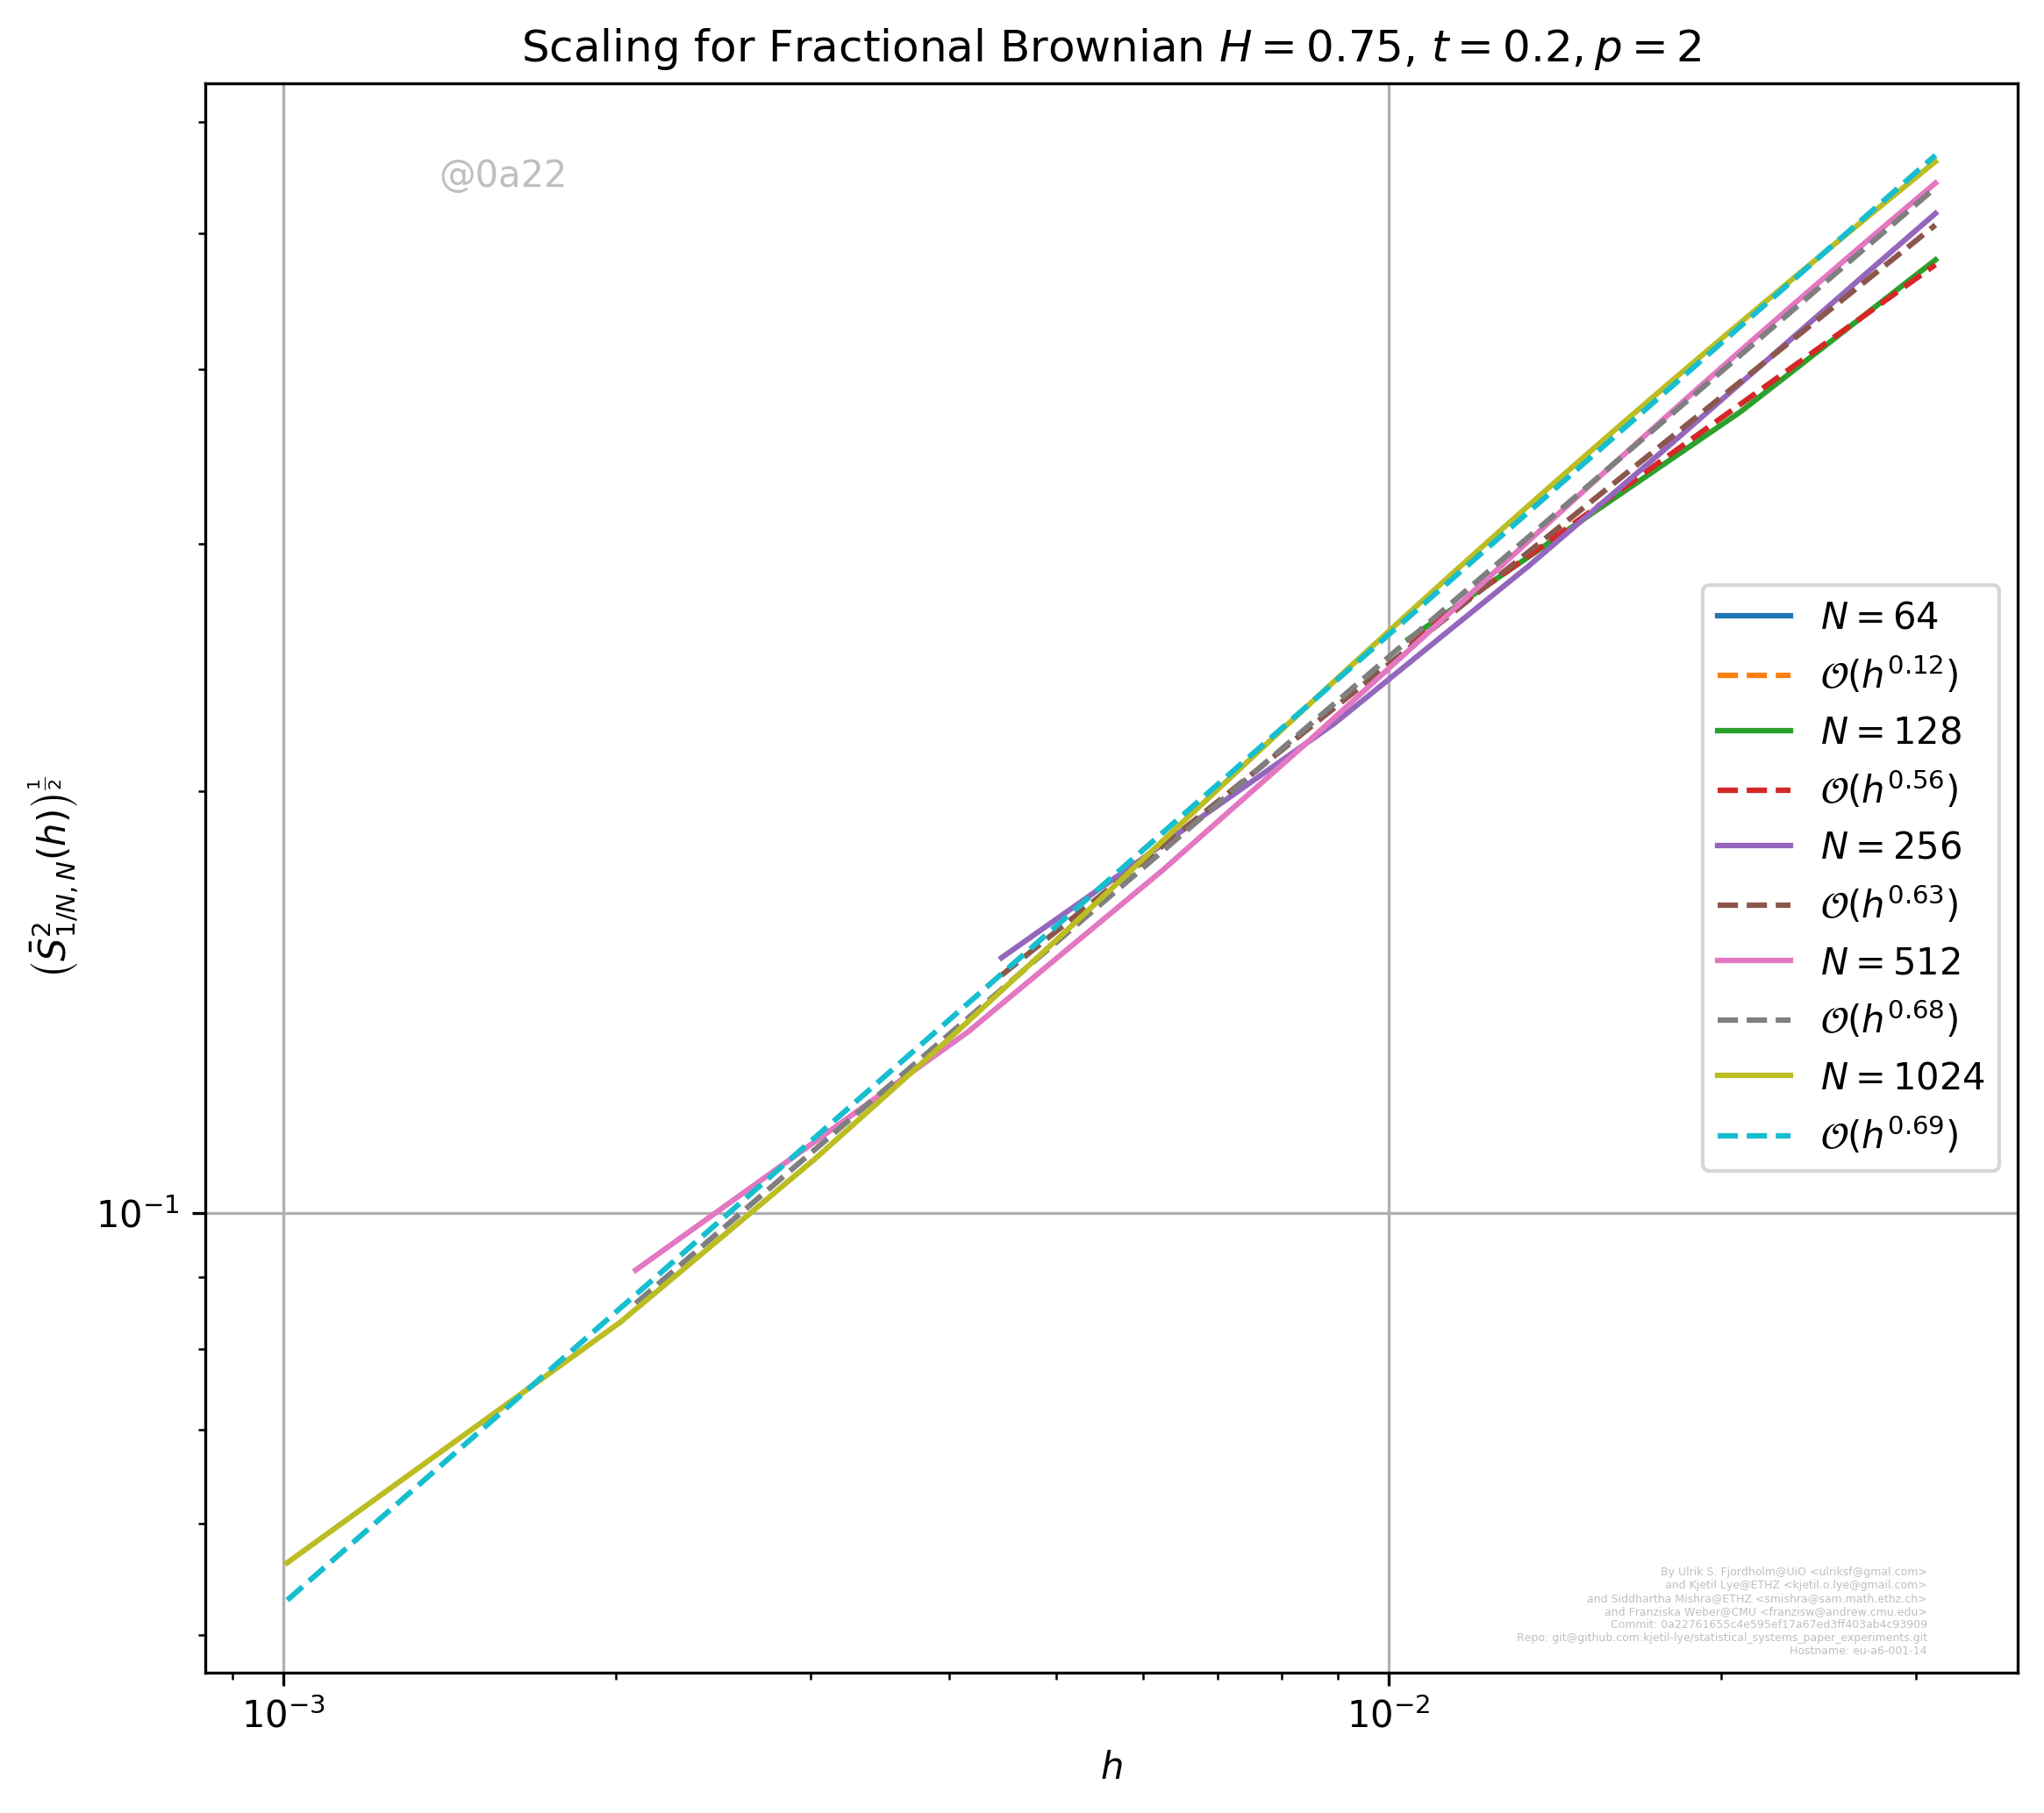 Scaling for Fractional Brownian H = 0.75, t = 0.2, p = 2
@0a22
(S̄²₁/N, N(h))^½
10⁻¹
N = 64
𝒪(h^0.12)
N = 128
𝒪(h^0.56)
N = 256
𝒪(h^0.63)
N = 512
𝒪(h^0.68)
N = 1024
𝒪(h^0.69)
By Ulrik S. Fjordholm@UiO <ulriksf@gmal.com>
and Kjetil Lye@ETHZ <kjetil.o.lye@gmail.com>
and Siddhartha Mishra@ETHZ <smishra@sam.math.ethz.ch>
and Franziska Weber@CMU <franzisw@andrew.cmu.edu>
Commit: 0a22761655c4e595ef17a67ed3ff403ab4c93909
Repo: git@github.com:kjetil-lye/statistical_systems_paper_experiments.git
Hostname: eu-a6-001-14
10⁻³
10⁻²
h